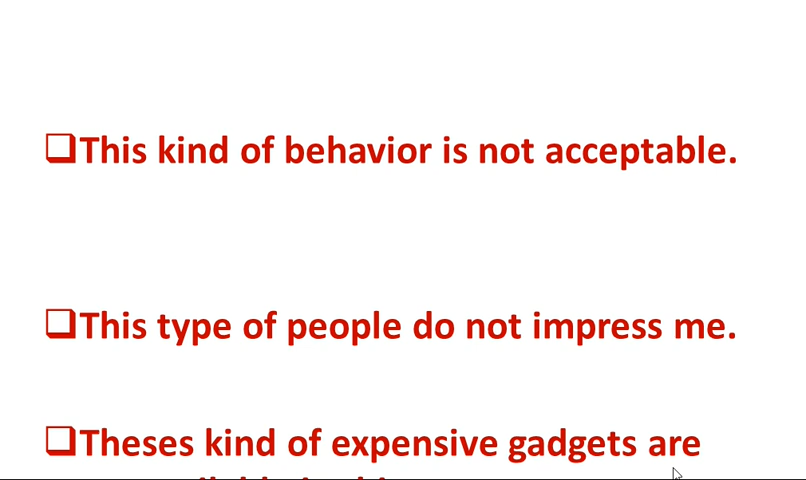 This kind of behavior is not acceptable.
This type of people do not impress me.
Theses kind of expensive gadgets are